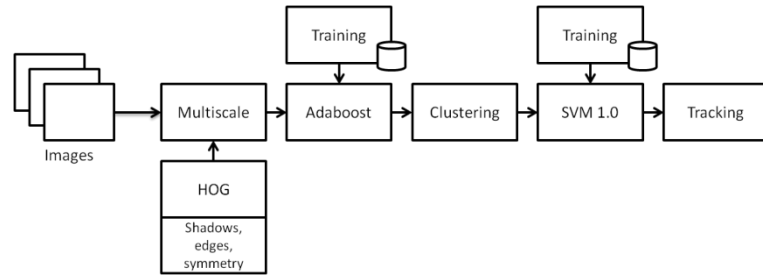 Training
Training
Multiscale
Adaboost
Clustering
SVM 1.0
Tracking
Images
HOG
Shadows,
edges,
symmetry